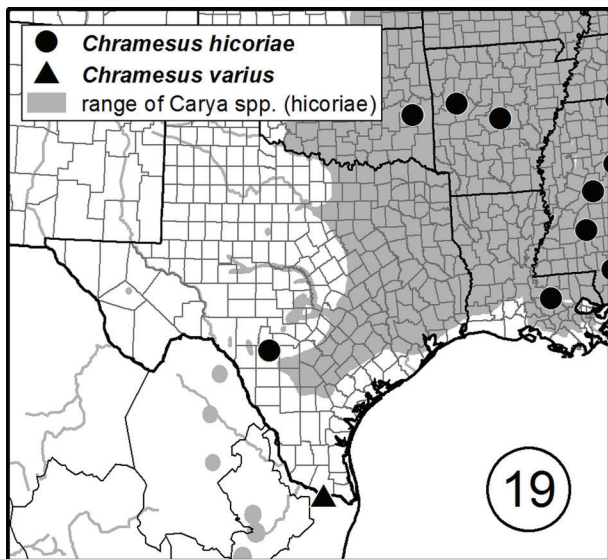 Chramesus hicoriae
Chramesus varius
range of Carya spp. (hicoriae)
19